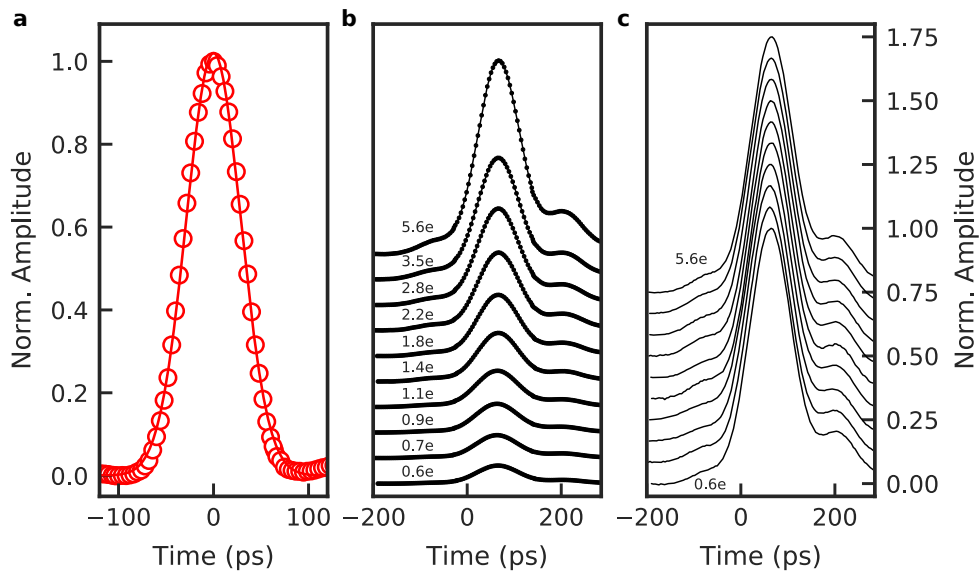 a
b
c
1.0
0.8
0.6
0.4
0.2
0.0
Norm. Amplitude
−100
0
100
Time (ps)
5.6e
3.5e
2.8e
2.2e
1.8e
1.4e
1.1e
0.9e
0.7e
0.6e
0
200
Time (ps)
5.6e
0.6e
0
200
Time (ps)
1.75
1.50
1.25
1.00
0.75
0.50
0.25
0.00
Norm. Amplitude